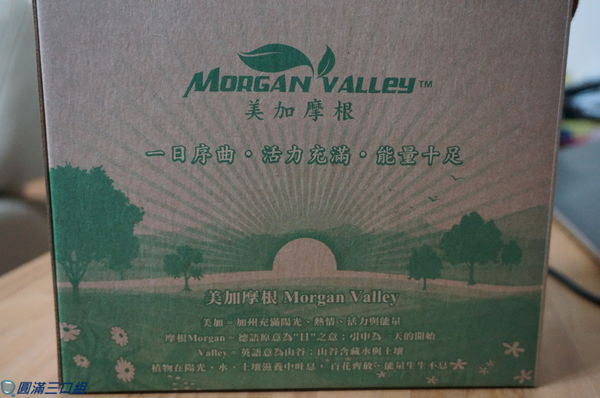 MORGAN VALLEY™
美加摩根
一日序曲・活力充滿・能量十足
美加摩根 Morgan Valley
美加=加州充滿陽光、熱情、活力與能量
摩根Morgan=德語原意為"日"之意；引申為一天的開始
Valley=英語意為山谷；山谷含藏水與土壤
植物在陽光、水、土壤滋養中吐息，百花齊放、能量生生不息
圓滿三口組